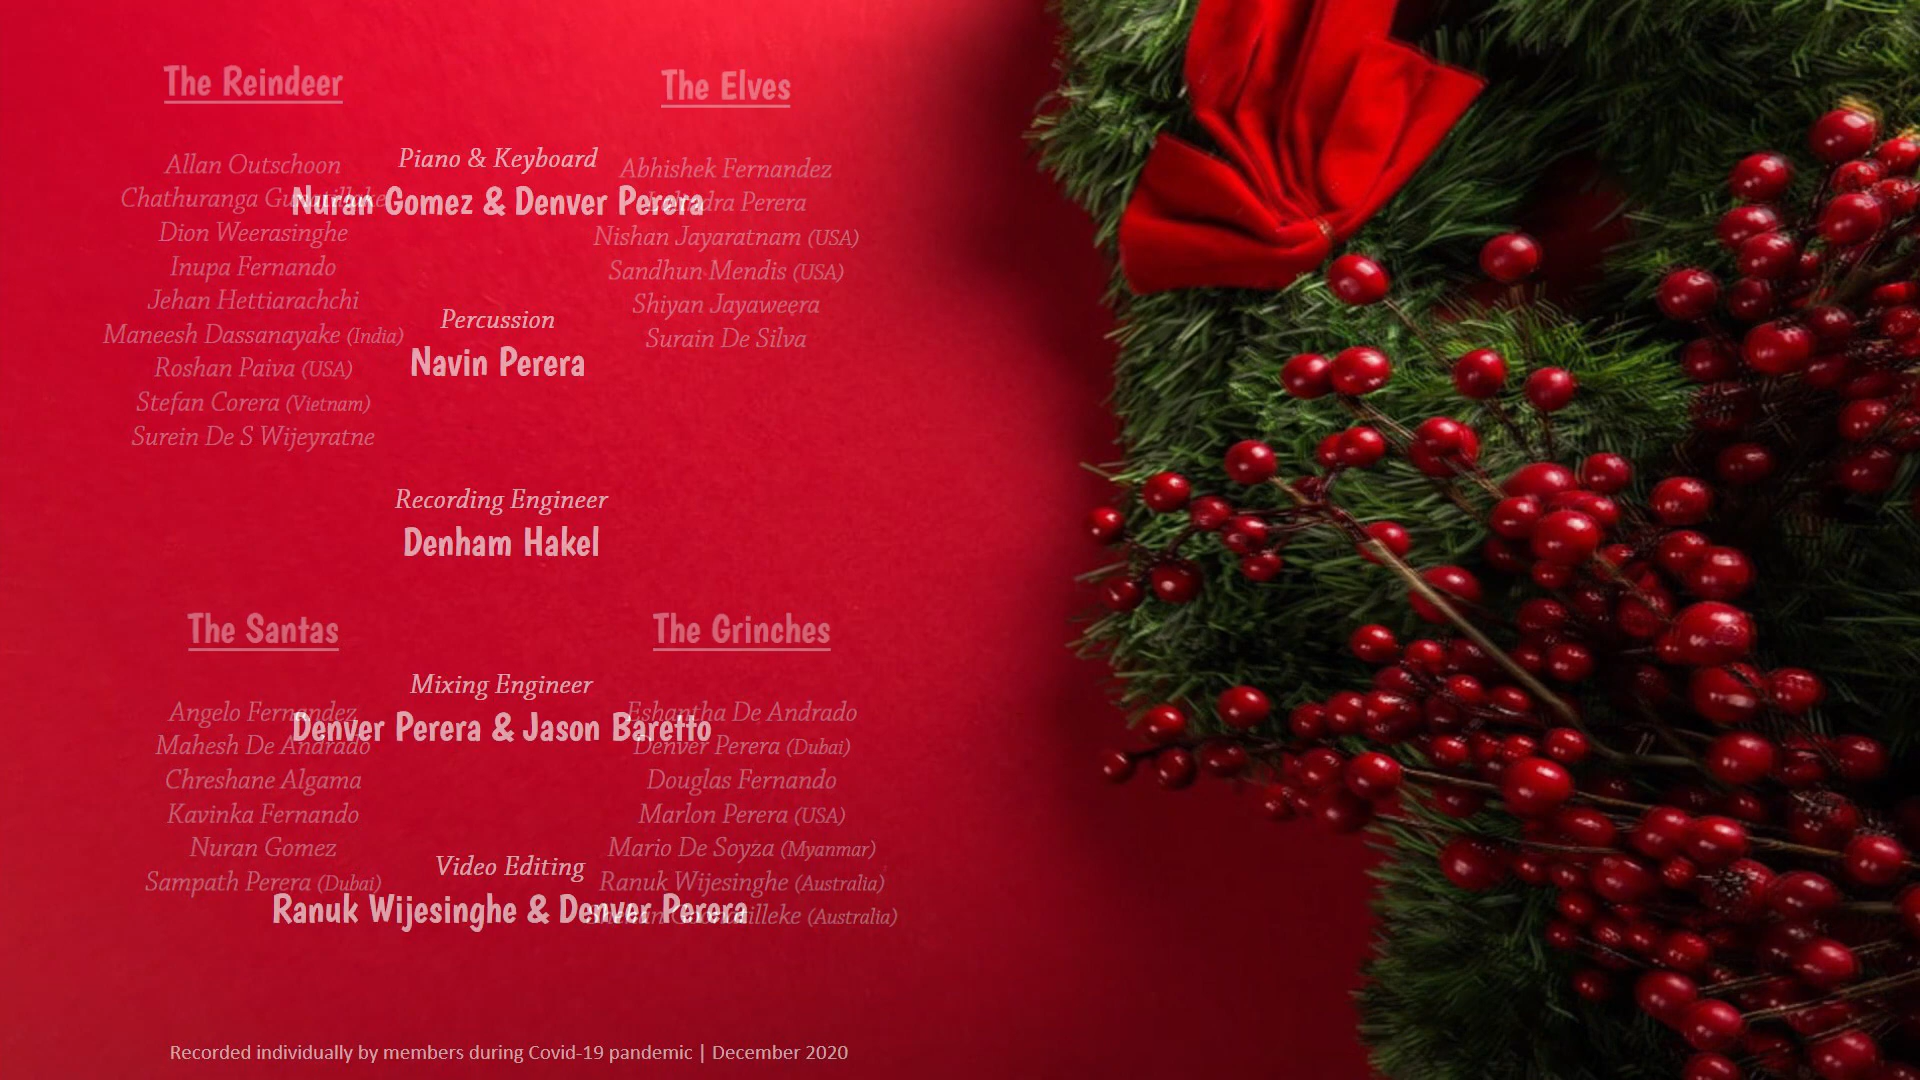 The Reindeer
Allan Outschoon
Chathuranga
Dion Weerasinghe
Inupa Fernando
Jehan Hettiarachchi
Maneesh Dassanayake (India)
Roshan Paiva (USA)
Stefan Corera (Vietnam)
Surein De S Wijeyratne
The Elves
Abhishek Fernandez
Perera
Nishan Jayaratnam (USA)
Sandhun Mendis (USA)
Shiyan Jayaweera
Surain De Silva
Piano & Keyboard
Nuran Gomez & Denver Perera
Percussion
Navin Perera
Recording Engineer
Denham Hakel
The Santas
Angelo Fernandez
Mahesh De Andrado
Chreshane Algama
Kavinka Fernando
Nuran Gomez
Sampath Perera (Dubai)
The Grinches
Eshantha De Andrado
Denver Perera (Dubai)
Douglas Fernando
Marlon Perera (USA)
Mario De Soyza (Myanmar)
Ranuk Wijesinghe (Australia)
(Australia)
Mixing Engineer
Denver Perera & Jason Baretto
Video Editing
Ranuk Wijesinghe & Denver Perera
Recorded individually by members during Covid-19 pandemic | December 2020